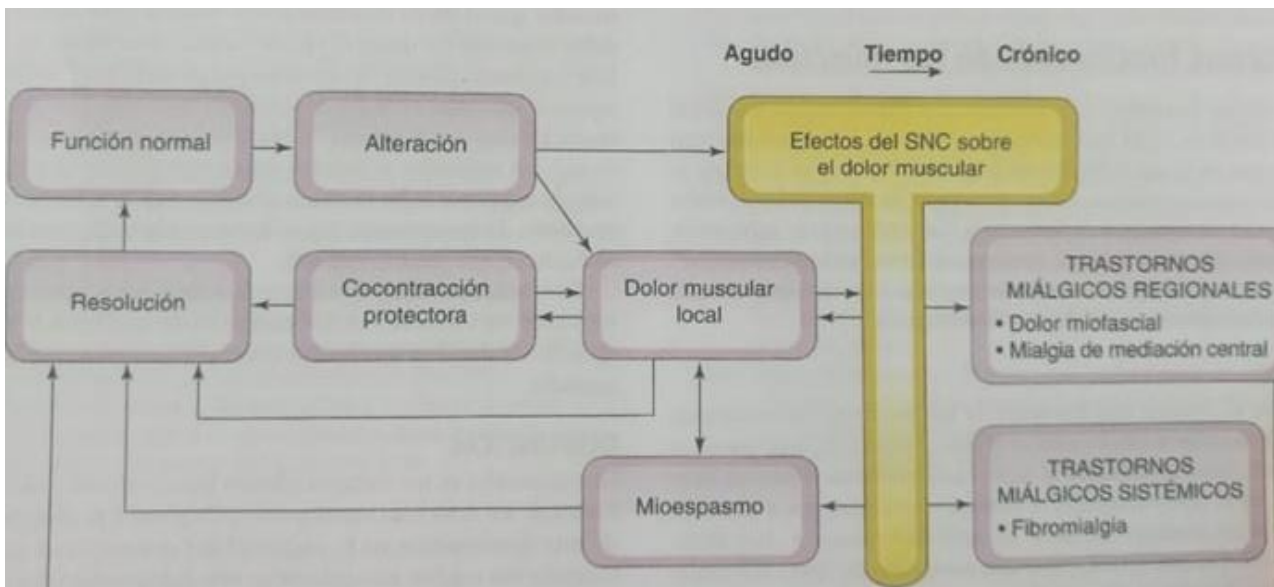 Agudo Tiempo Crónico
Función normal
Alteración
Efectos del SNC sobre
el dolor muscular
Resolución
Cocontracción
protectora
Dolor muscular
local
TRASTORNOS
MIÁLGICOS REGIONALES
• Dolor miofascial
• Mialgia de mediación central
Mioespasmo
TRASTORNOS
MIÁLGICOS SISTÉMICOS
• Fibromialgia